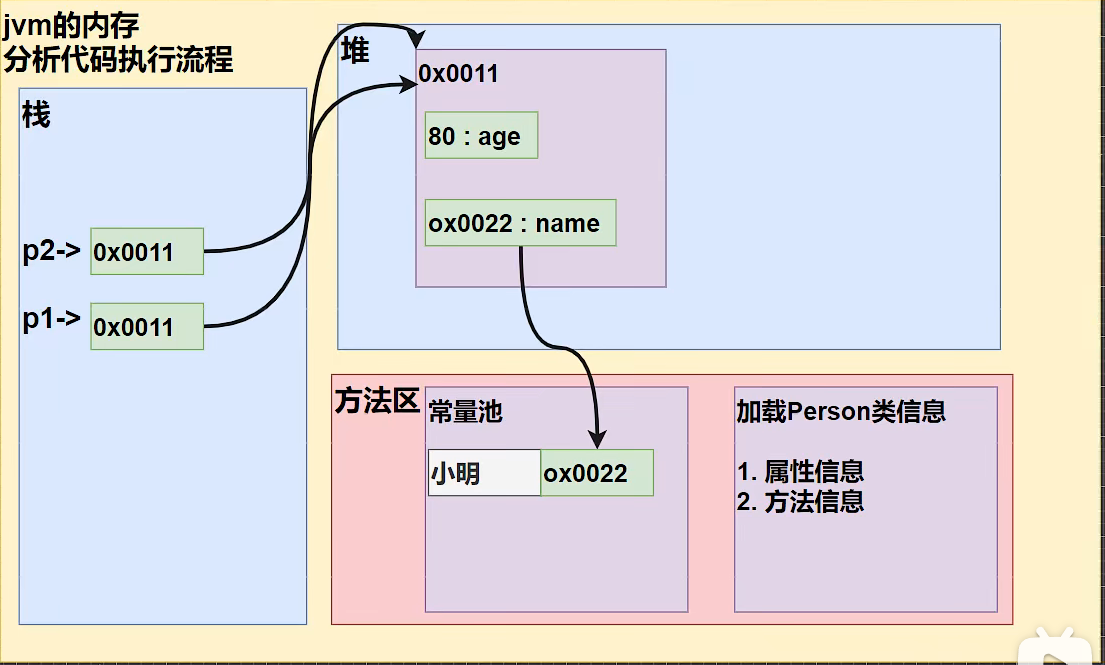 jvm的内存
分析代码执行流程
栈
p2->
0x0011
p1->
0x0011
堆
0x0011
80 : age
ox0022 : name
方法区
常量池
小明
ox0022
加载Person类信息
1. 属性信息
2. 方法信息